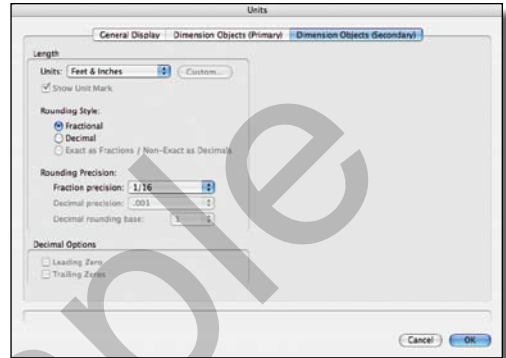 Units
General Display Dimension Objects (Primary) Dimension Objects (Secondary)
Length
Units: Feet & Inches Custom...
Show Unit Mark
Rounding Style:
Fractional
Decimal
Exact as Fractions / Non-Exact as Decimals
Rounding Precision:
Fraction precision: 1/16
Decimal precision: .001
Decimal rounding base: 1
Decimal Options
Leading Zero
Trailing Zeros
Cancel OK
ple